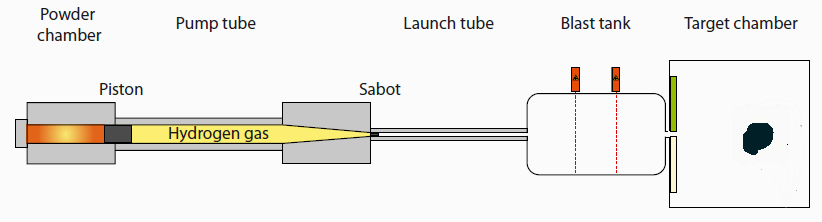 Powder
chamber
Pump tube
Launch tube
Blast tank
Target chamber
Piston
Sabot
Hydrogen gas